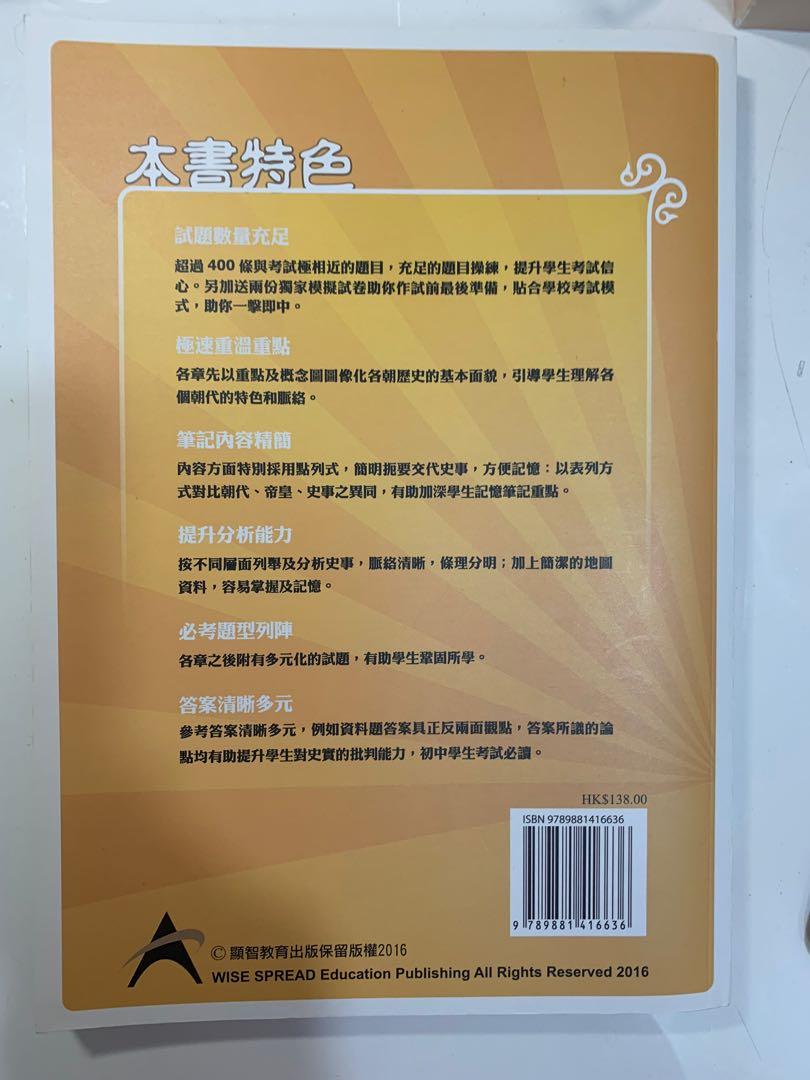 本書特色
試題數量充足
超過 400 條與考試極相近的題目，充足的題目操練，提升學生考試信
心。另加送兩份獨家模擬試卷助你作試前最後準備，貼合學校考試模
式，助你一擊即中。
極速重溫重點
各章先以重點及概念圖圖像化各朝歷史的基本面貌，引導學生理解各
個朝代的特色和脈絡。
筆記內容精簡
內容方面特別採用點列式，簡明扼要交代史事，方便記憶：以表列方
式對比朝代、帝皇、史事之異同，有助加深學生記憶筆記重點。
提升分析能力
按不同層面列舉及分析史事，脈絡清晰，條理分明；加上簡潔的地圖
資料，容易掌握及記憶。
必考題型列陣
各章之後附有多元化的試題，有助學生鞏固所學。
答案清晰多元
參考答案清晰多元，例如資料題答案具正反兩面觀點，答案所議的論
點均有助提升學生對史實的批判能力，初中學生考試必讀。
HK$138.00
ISBN 9789881416636
9 789881 416636
© 顯智教育出版保留版權2016
WISE SPREAD Education Publishing All Rights Reserved 2016